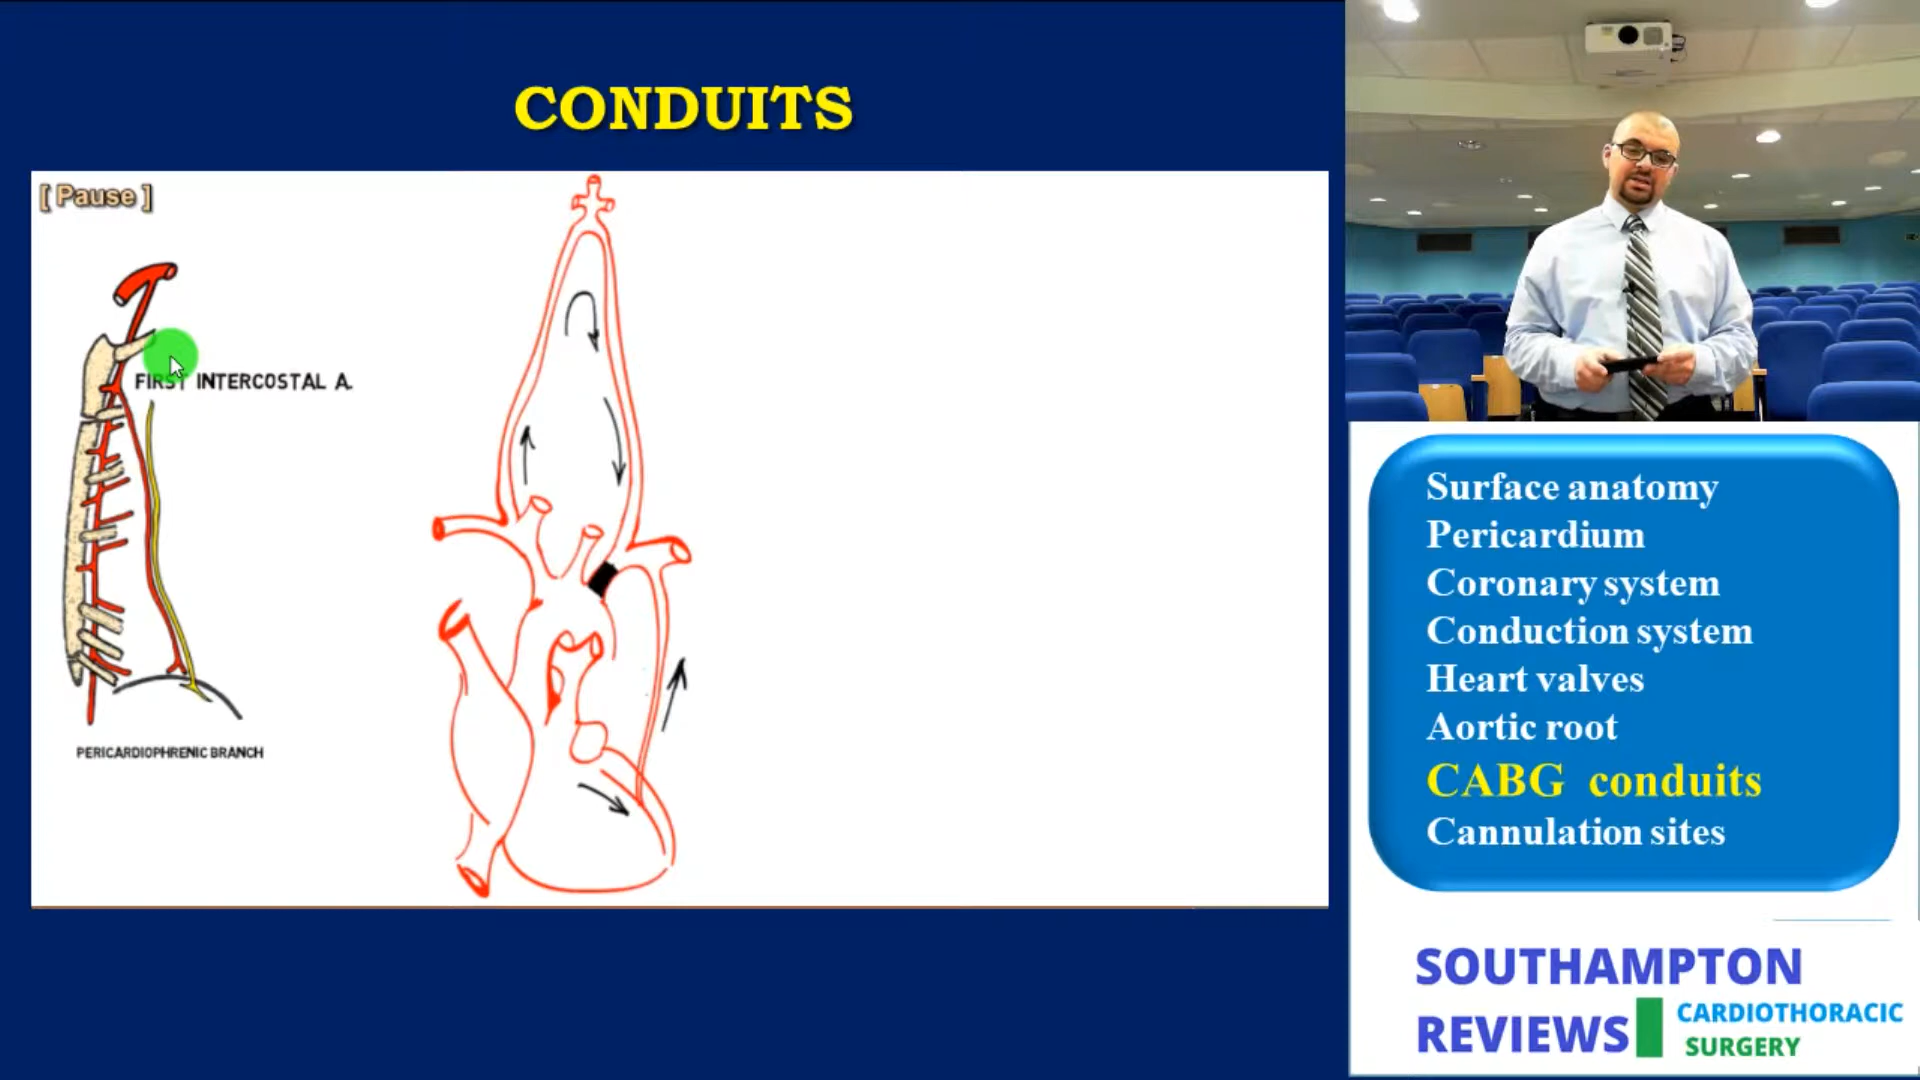 CONDUITS
[ Pause ]
FIRST INTERCOSTAL A.
PERICARDIOPHRENIC BRANCH
Surface anatomy
Pericardium
Coronary system
Conduction system
Heart valves
Aortic root
CABG conduits
Cannulation sites
SOUTHAMPTON
REVIEWS
CARDIOTHORACIC
SURGERY